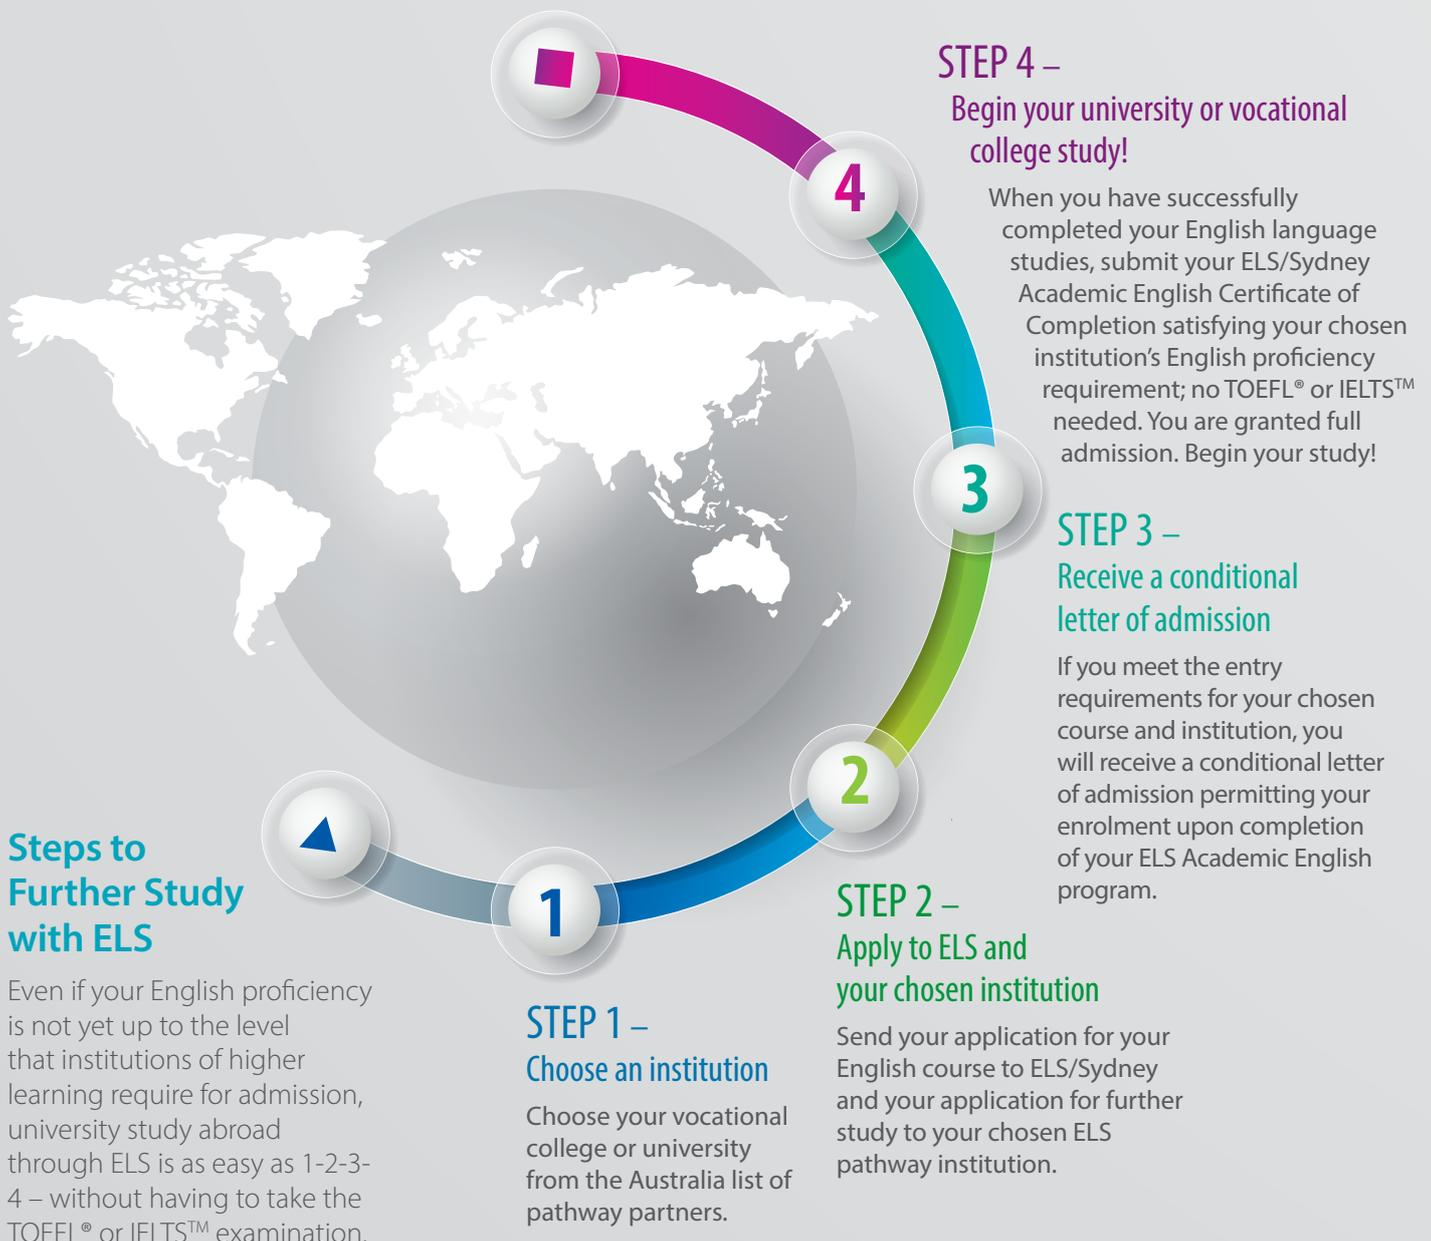 Steps to
Further Study
with ELS
Even if your English proficiency
is not yet up to the level
that institutions of higher
learning require for admission,
university study abroad
through ELS is as easy as 1-2-3-
4 – without having to take the
TOEFL® or IELTS™ examination.
1
STEP 1 –
Choose an institution
Choose your vocational
college or university
from the Australia list of
pathway partners.
2
STEP 2 –
Apply to ELS and
your chosen institution
Send your application for your
English course to ELS/Sydney
and your application for further
study to your chosen ELS
pathway institution.
3
STEP 3 –
Receive a conditional
letter of admission
If you meet the entry
requirements for your chosen
course and institution, you
will receive a conditional letter
of admission permitting your
enrolment upon completion
of your ELS Academic English
program.
4
STEP 4 –
Begin your university or vocational
college study!
When you have successfully
completed your English language
studies, submit your ELS/Sydney
Academic English Certificate of
Completion satisfying your chosen
institution's English proficiency
requirement; no TOEFL® or IELTS™
needed. You are granted full
admission. Begin your study!